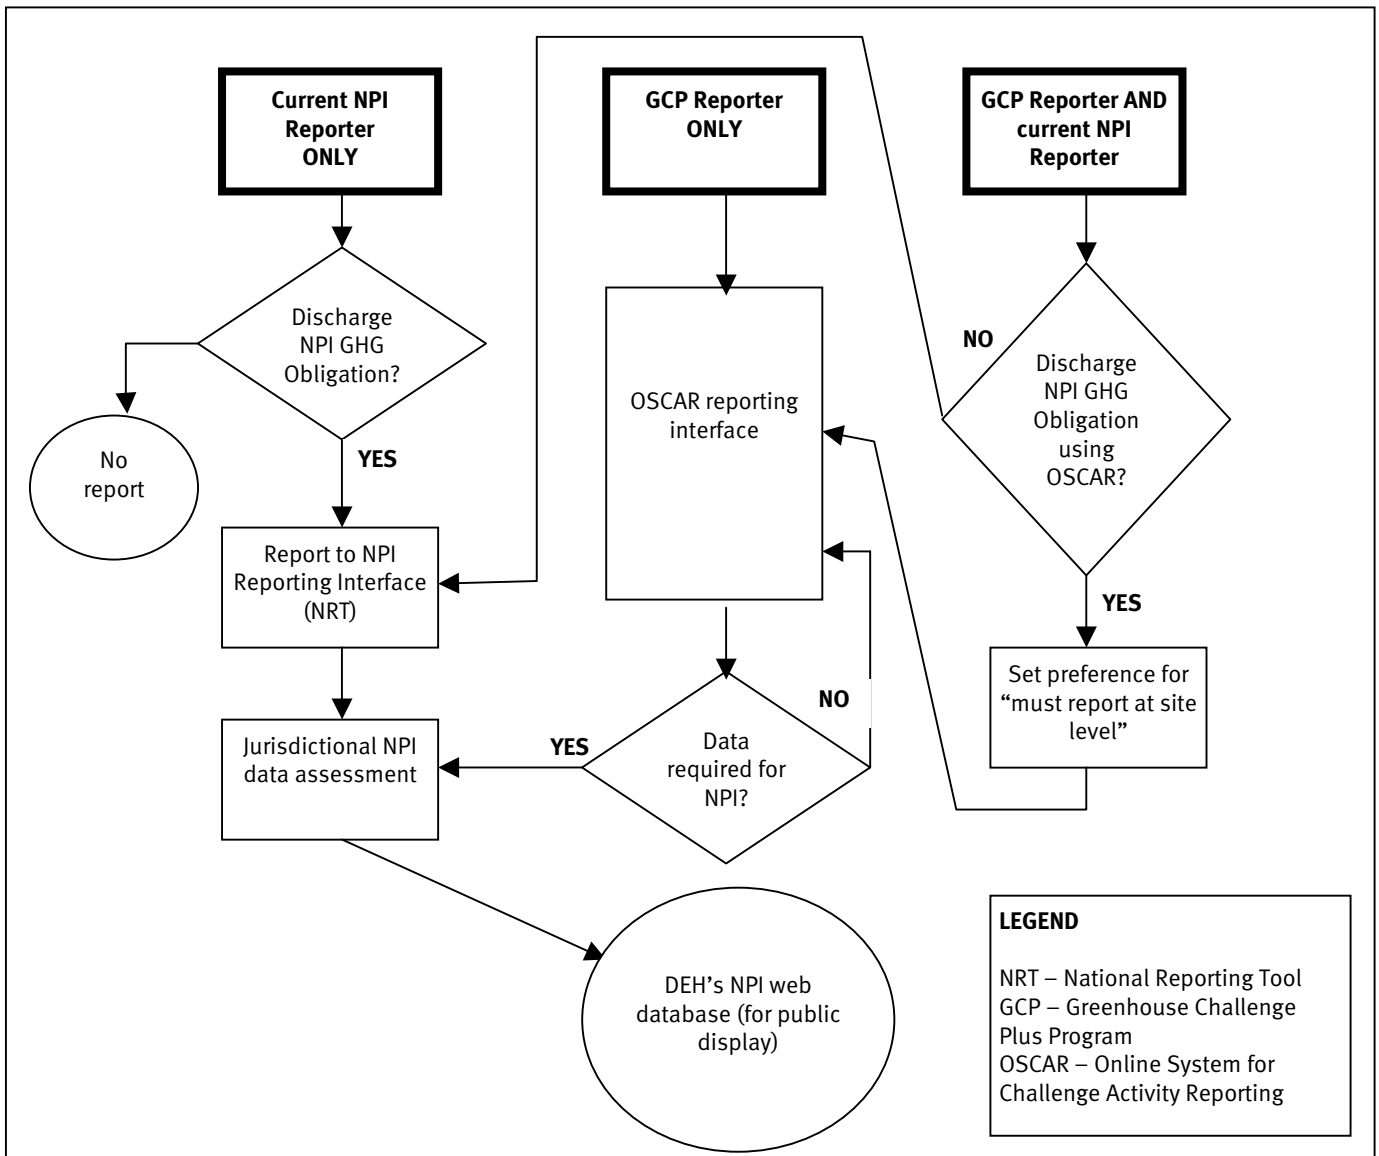 Current NPI
Reporter
ONLY
GCP Reporter
ONLY
GCP Reporter AND
current NPI
Reporter
Discharge
NPI GHG
Obligation?
No
report
YES
Report to NPI
Reporting Interface
(NRT)
Jurisdictional NPI
data assessment
OSCAR reporting
interface
Data
required for
NPI?
YES
NO
NO
Discharge
NPI GHG
Obligation
using
OSCAR?
YES
Set preference for
“must report at site
level”
DEH’s NPI web
database (for public
display)
LEGEND
NRT – National Reporting Tool
GCP – Greenhouse Challenge
Plus Program
OSCAR – Online System for
Challenge Activity Reporting